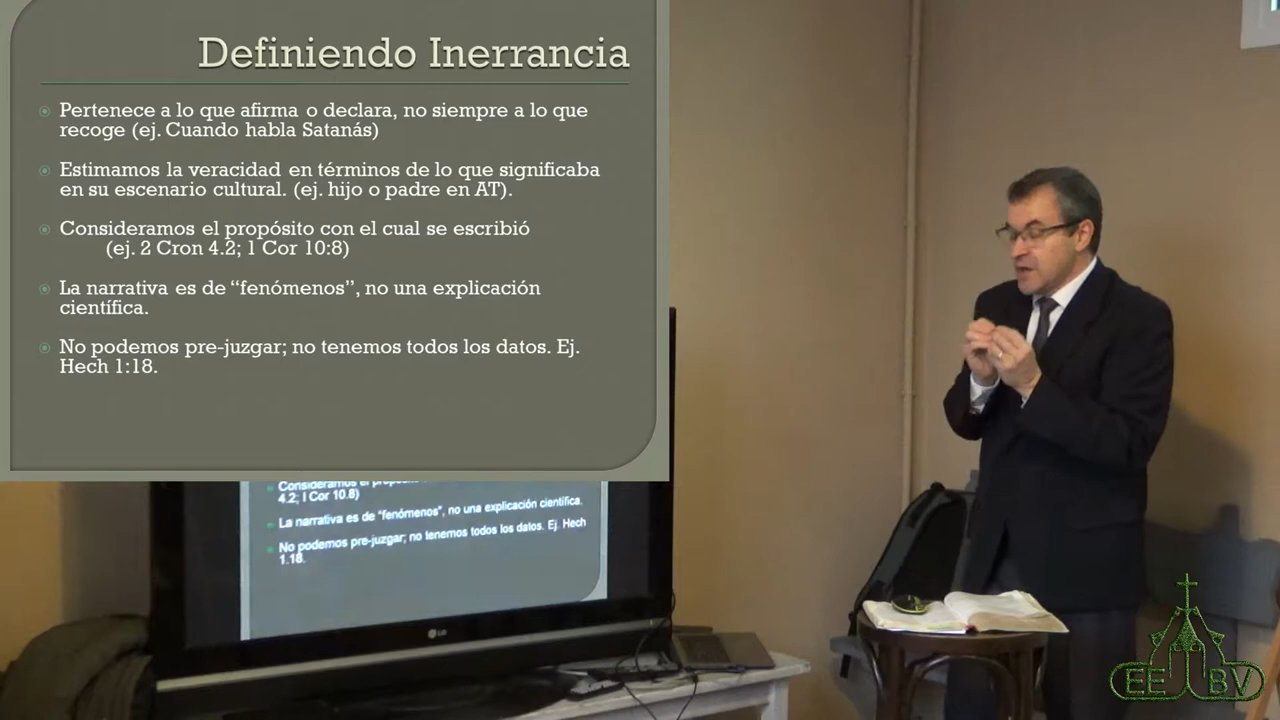 Definiendo Inerrancia
Pertenece a lo que afirma o declara, no siempre a lo que
recoge (ej. Cuando habla Satanás)
Estimamos la veracidad en términos de lo que significaba
en su escenario cultural. (ej. hijo o padre en AT).
Consideramos el propósito con el cual se escribió
(ej. 2 Cron 4.2; 1 Cor 10:8)
La narrativa es de “fenómenos”, no una explicación
científica.
No podemos pre-juzgar; no tenemos todos los datos. Ej.
Hech 1:18.
Consideramos el
4.2; I Cor 10.8)
La narrativa es de "fenómenos", no una explicación científica.
No podemos pre-juzgar; no tenemos todos los datos. Ej. Hech
1.18.
LG
EE BV